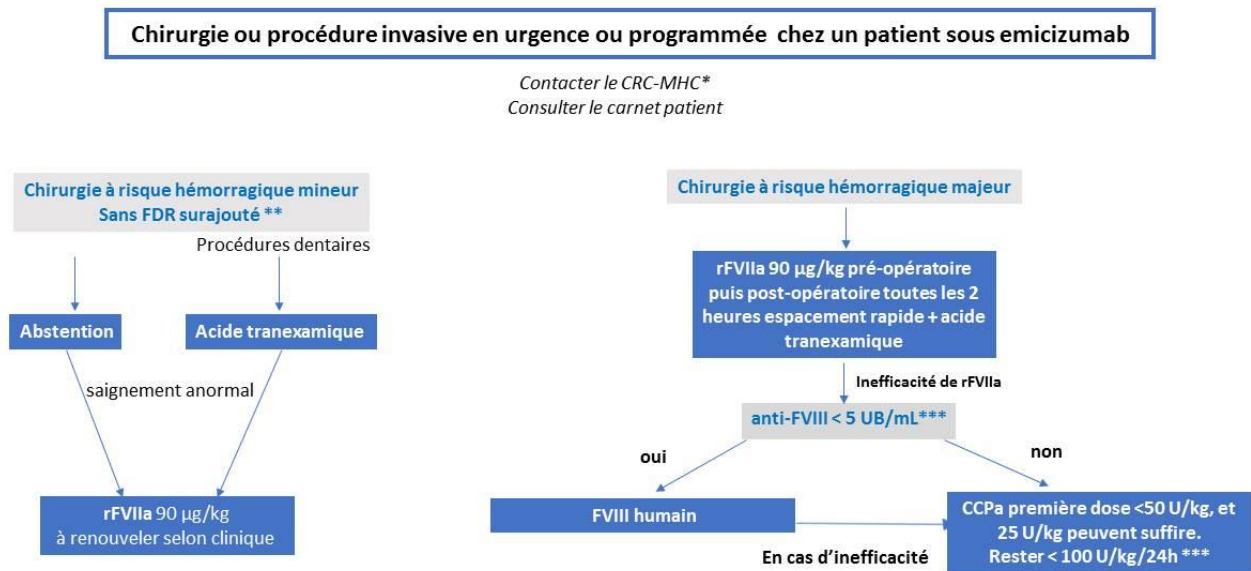 Chirurgie ou procédure invasive en urgence ou programmée chez un patient sous emicizumab
Contacter le CRC-MHC*
Consulter le carnet patient
Chirurgie à risque hémorragique mineur
Sans FDR surajouté **
Procédures dentaires
Abstention
Acide tranexamique
saignement anormal
rFVIIa 90 µg/kg
à renouveler selon clinique
Chirurgie à risque hémorragique majeur
rFVIIa 90 µg/kg pré-opératoire
puis post-opératoire toutes les 2
heures espacement rapide + acide
tranexamique
Inefficacité de rFVIIa
anti-FVIII < 5 UB/mL***
oui
non
FVIII humain
En cas d’inefficacité
CCPa première dose <50 U/kg, et
25 U/kg peuvent suffire.
Rester < 100 U/kg/24h ***